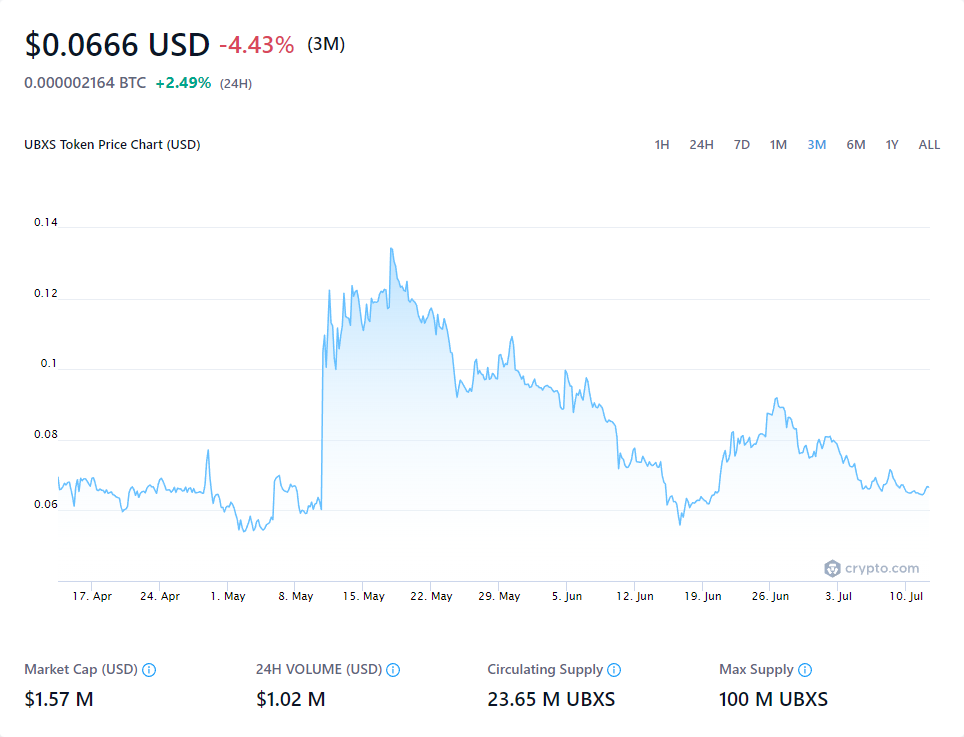 $0.0666 USD -4.43% (3M)
0.000002164 BTC +2.49% (24H)
UBXS Token Price Chart (USD) 1H 24H 7D 1M 3M 6M 1Y ALL
0.14
0.12
0.1
0.08
0.06
crypto.com
17. Apr 24. Apr 1. May 8. May 15. May 22. May 29. May 5. Jun 12. Jun 19. Jun 26. Jun 3. Jul 10. Jul
Market Cap (USD) 24H VOLUME (USD) Circulating Supply Max Supply
$1.57 M $1.02 M 23.65 M UBXS 100 M UBXS